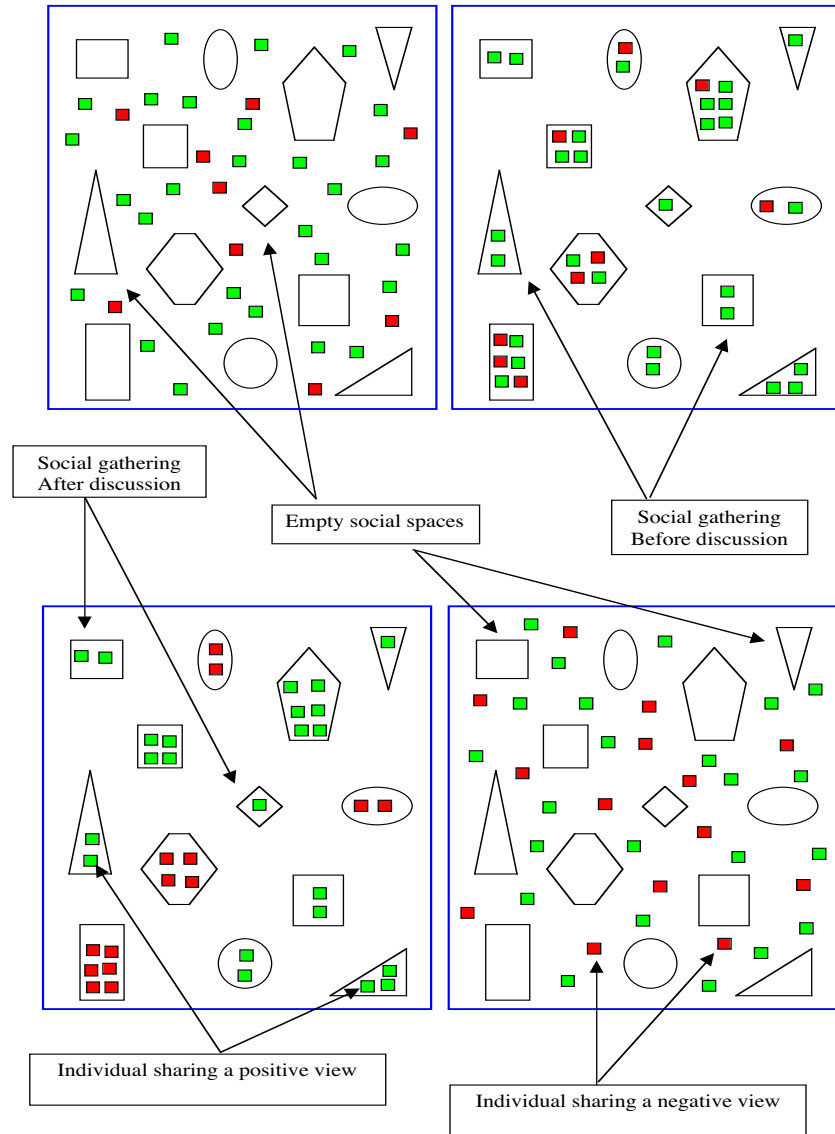 Social gathering
After discussion
Empty social spaces
Social gathering
Before discussion
Individual sharing a positive view
Individual sharing a negative view